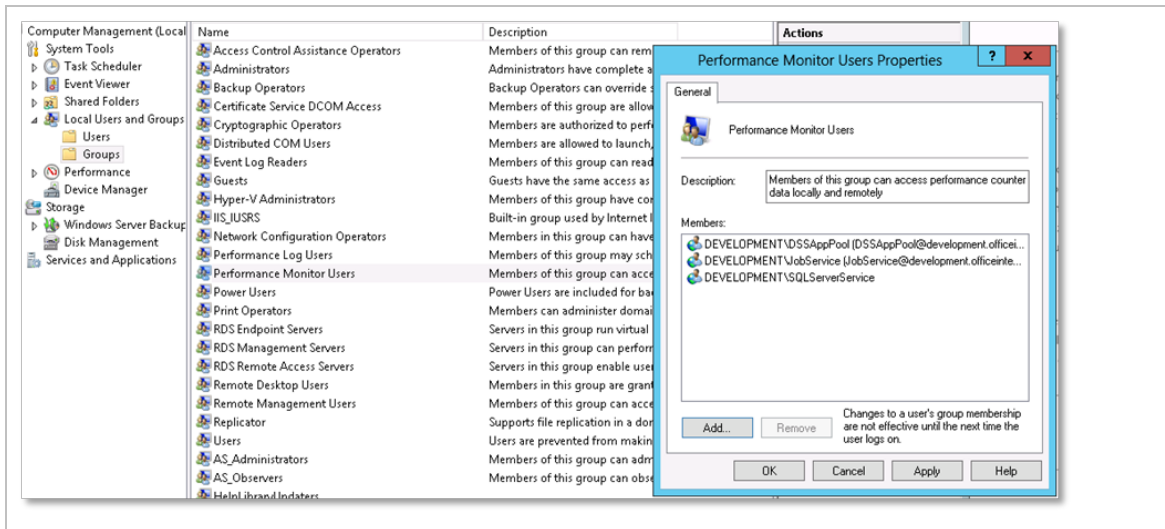 Computer Management (Local
System Tools
Task Scheduler
Event Viewer
Shared Folders
Local Users and Groups
Users
Groups
Performance
Device Manager
Storage
Windows Server Backup
Disk Management
Services and Applications
Name Description
Access Control Assistance Operators Members of this group can rem
Administrators Administrators have complete a
Backup Operators Backup Operators can override s
Certificate Service DCOM Access Members of this group are allow
Cryptographic Operators Members are authorized to perf
Distributed COM Users Members are allowed to launch,
Event Log Readers Members of this group can read
Guests Guests have the same access as
Hyper-V Administrators Members of this group have cor
IIS_IUSRS Built-in group used by Internet I
Network Configuration Operators Members in this group can have
Performance Log Users Members of this group may sch
Performance Monitor Users Members of this group can acce
Power Users Power Users are included for ba
Print Operators Members can administer domai
RDS Endpoint Servers Servers in this group run virtual
RDS Management Servers Servers in this group can perforr
RDS Remote Access Servers Servers in this group enable use
Remote Desktop Users Members in this group are grant
Remote Management Users Members of this group can acce
Replicator Supports file replication in a dor
Users Users are prevented from makin
AS_Administrators Members of this group can adm
AS_Observers Members of this group can obse
HelpLibraryUpdaters
Actions
Performance Monitor Users Properties ? x
General
Performance Monitor Users
Description: Members of this group can access performance counter
data locally and remotely
Members:
DEVELOPMENT\DSSAppPool (DSSAppPool@development.officei...
DEVELOPMENT\JobService (JobService@development.officeinte...
DEVELOPMENT\SQLServerService
Add... Remove
Changes to a user's group membership
are not effective until the next time the
user logs on.
OK Cancel Apply Help